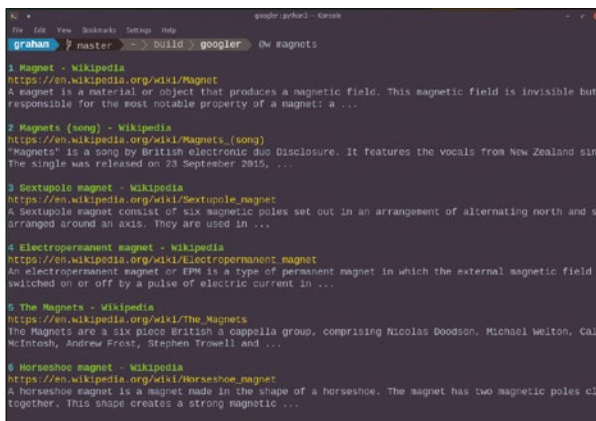 googler : python3 — Konsole
File Edit View Bookmarks Settings Help
graham master ~ build googler @w magnets
1 Magnet - Wikipedia
https://en.wikipedia.org/wiki/Magnet
A magnet is a material or object that produces a magnetic field. This magnetic field is invisible but
responsible for the most notable property of a magnet: a ...
2 Magnets (song) - Wikipedia
https://en.wikipedia.org/wiki/Magnets_(song)
"Magnets" is a song by British electronic duo Disclosure. It features the vocals from New Zealand sin
The single was released on 23 September 2015, ...
3 Sextupole magnet - Wikipedia
https://en.wikipedia.org/wiki/Sextupole_magnet
A Sextupole magnet consist of six magnetic poles set out in an arrangement of alternating north and s
arranged around an axis. They are used in ...
4 Electropermanent magnet - Wikipedia
https://en.wikipedia.org/wiki/Electropermanent_magnet
An electropermanent magnet or EPM is a type of permanent magnet in which the external magnetic field
switched on or off by a pulse of electric current in ...
5 The Magnets - Wikipedia
https://en.wikipedia.org/wiki/The_Magnets
The Magnets are a six piece British a cappella group, comprising Nicolas Doodson, Michael Welton, Cal
McIntosh, Andrew Frost, Stephen Trowell and ...
6 Horseshoe magnet - Wikipedia
https://en.wikipedia.org/wiki/Horseshoe_magnet
A horseshoe magnet is a magnet made in the shape of a horseshoe. The magnet has two magnetic poles cl
together. This shape creates a strong magnetic ...